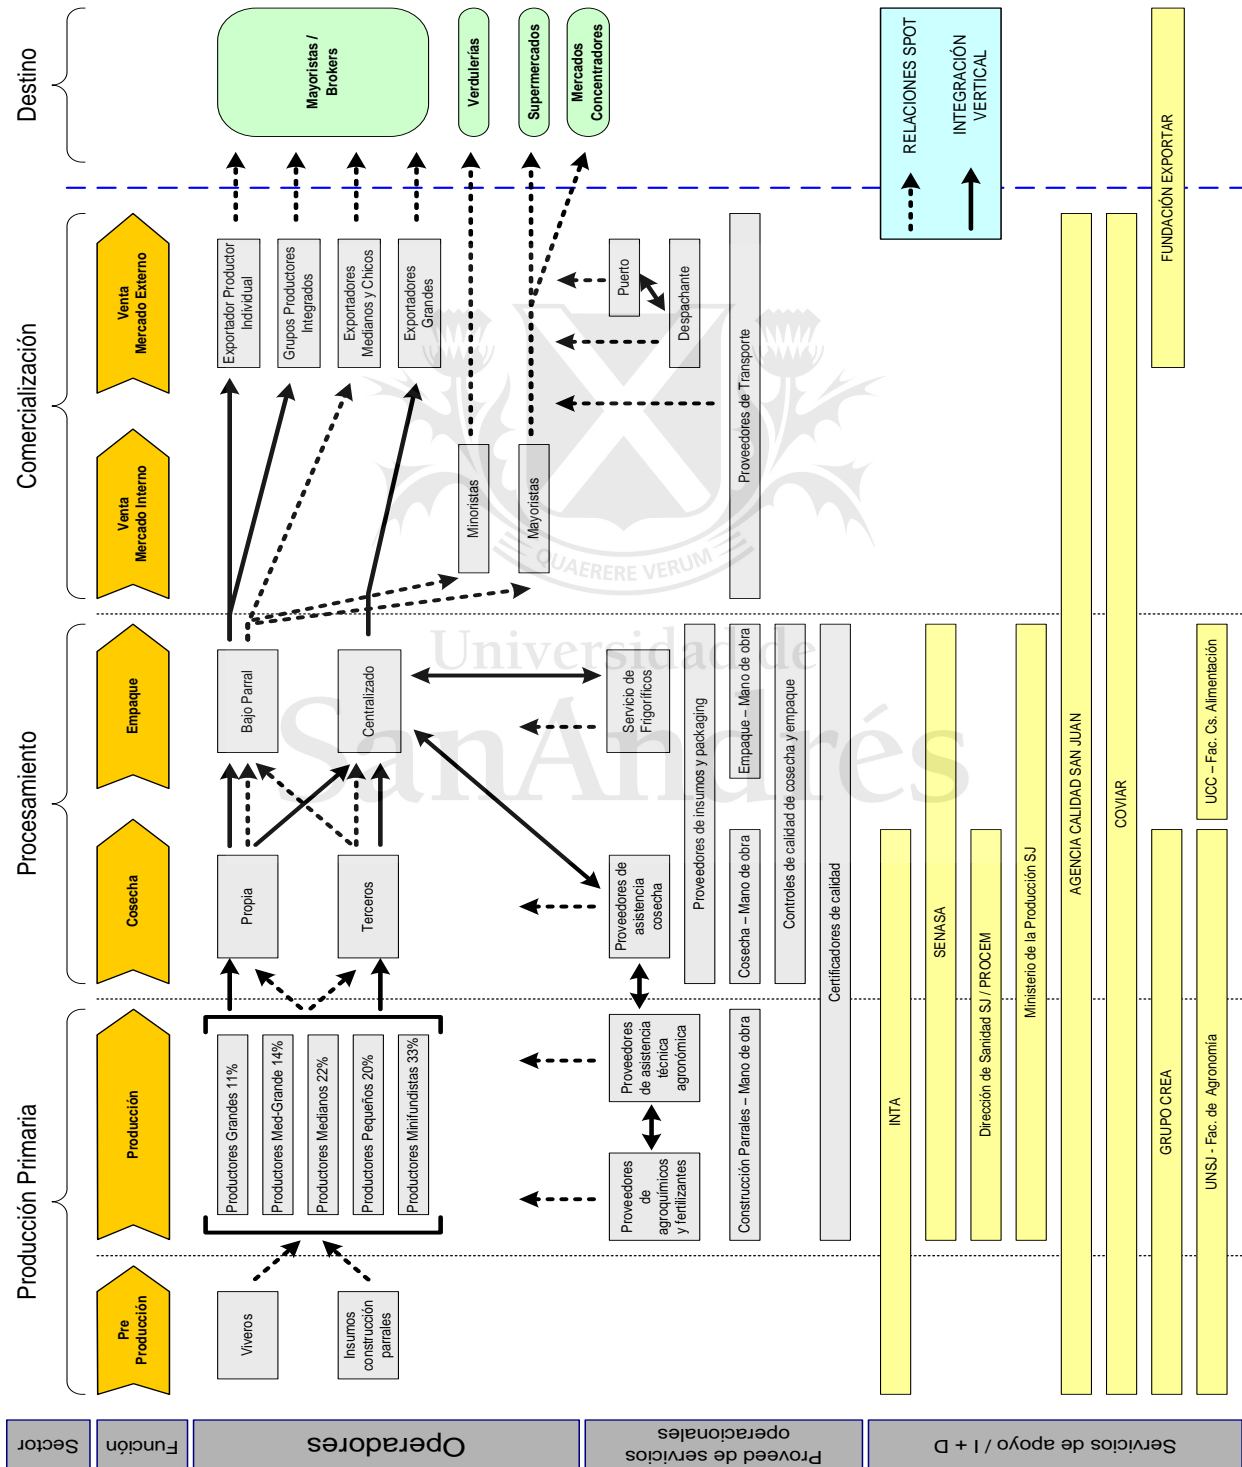 Sector
Producción Primaria
Procesamiento
Comercialización
Destino
Función
Pre
Producción
Producción
Cosecha
Empaque
Venta
Mercado Interno
Venta
Mercado Externo
Operadores
Viveros
Insumos
construcción
parrales
Productores Grandes 11%
Productores Med-Grande 14%
Productores Medianos 22%
Productores Pequeños 20%
Productores Minifundistas 33%
Propia
Terceros
Bajo Parral
Centralizado
Minoristas
Mayoristas
Exportador Productor
Individual
Grupos Productores
Integrados
Exportadores
Medianos y Chicos
Exportadores
Grandes
Mayoristas /
Brokers
Verdulerías
Supermercados
Mercados
Concentradores
Proveed de servicios
operacionales
Proveedores
de
agroquímicos
y fertilizantes
Proveedores
de asistencia
técnica
agronómica
Proveedores de
asistencia
cosecha
Servicio de
Frigoríficos
Puerto
Despachante
Proveedores de insumos y packaging
Construcción Parrales – Mano de obra
Cosecha – Mano de obra
Empaque – Mano de obra
Proveedores de Transporte
Controles de calidad de cosecha y empaque
Certificadores de calidad
Servicios de apoyo / I + D
INTA
SENASA
Dirección de Sanidad SJ / PROCEM
Ministerio de la Producción SJ
AGENCIA CALIDAD SAN JUAN
COVIAR
GRUPO CREA
FUNDACIÓN EXPORTAR
UNSJ - Fac. de Agronomía
UCC – Fac. Cs. Alimentación
RELACIONES SPOT
INTEGRACIÓN
VERTICAL
QUAERERE VERUM
Universidad de
SanAndrés